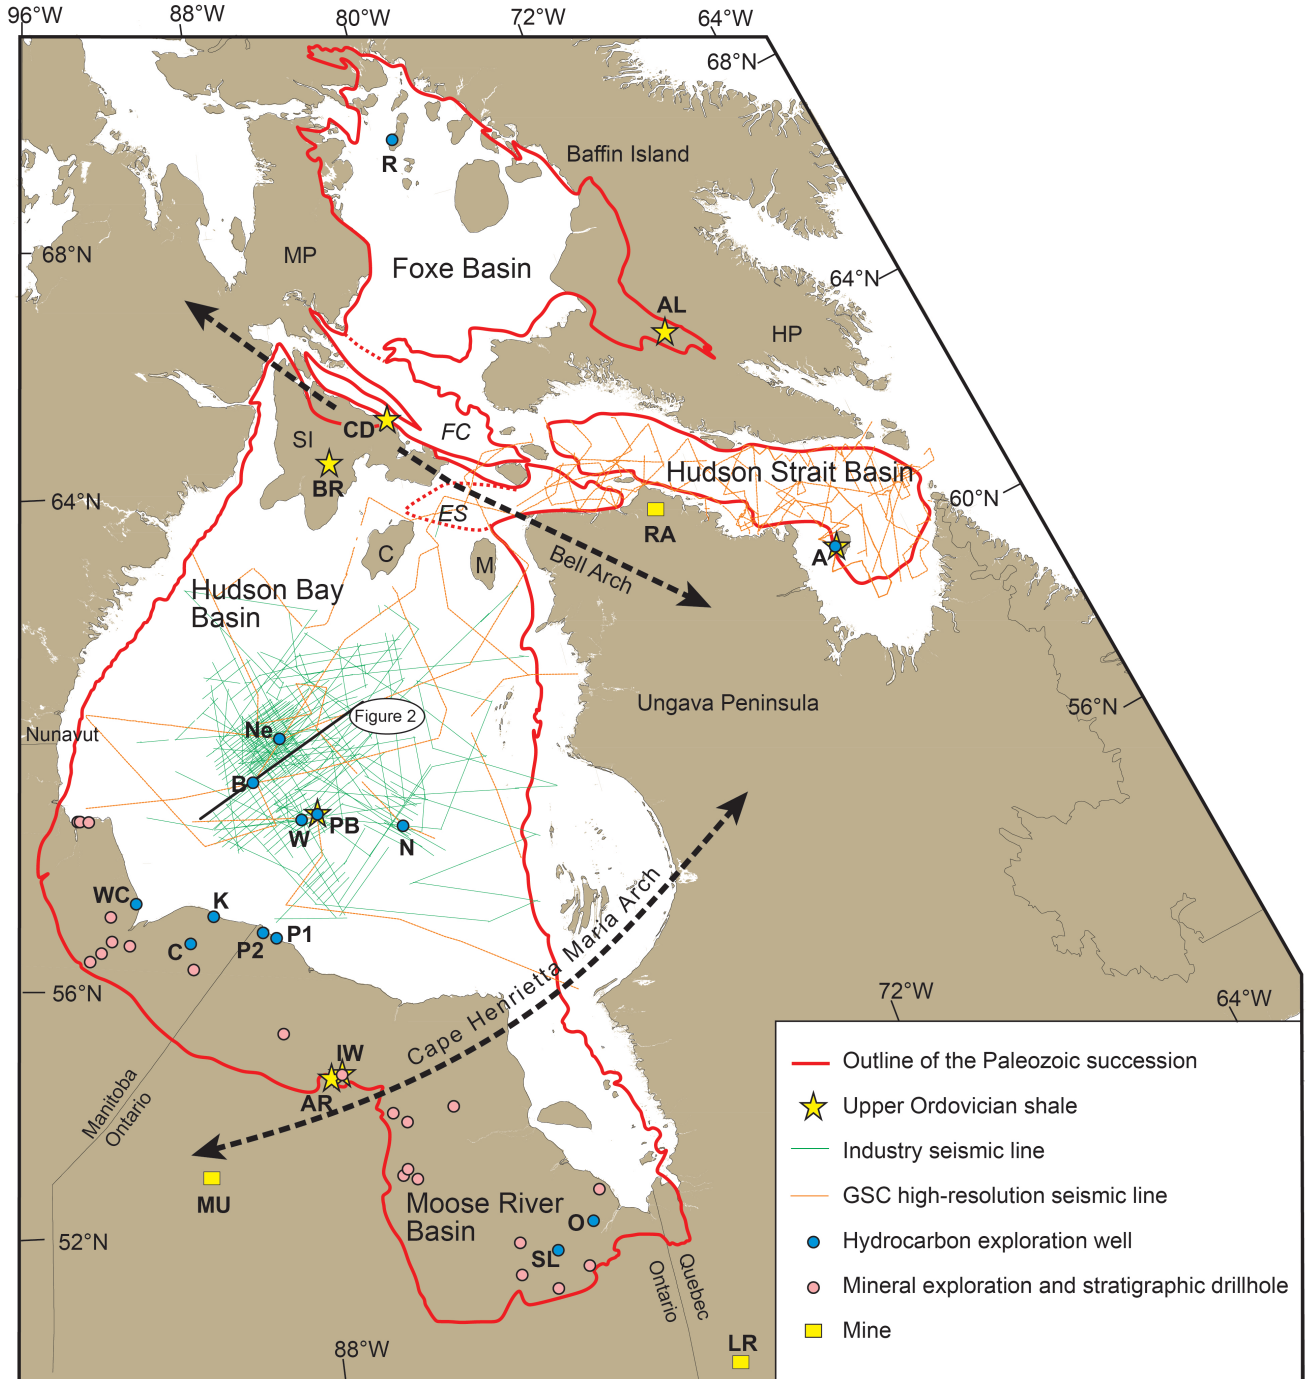 96°W
88°W
80°W
72°W
64°W
68°N
Baffin Island
R
MP
68°N
Foxe Basin
64°N
AL
HP
CD
FC
SI
BR
Hudson Strait Basin
64°N
ES
RA
60°N
A
C
M
Bell Arch
Hudson Bay
Basin
Ungava Peninsula
56°N
Figure 2
Ne
Nunavut
B
W
PB
N
WC
K
C
P2
P1
Cape Henrietta Maria Arch
56°N
72°W
64°W
IW
AR
Manitoba
Ontario
MU
Moose River
Basin
O
SL
52°N
Quebec
Ontario
88°W
LR
Outline of the Paleozoic succession
Upper Ordovician shale
Industry seismic line
GSC high-resolution seismic line
Hydrocarbon exploration well
Mineral exploration and stratigraphic drillhole
Mine